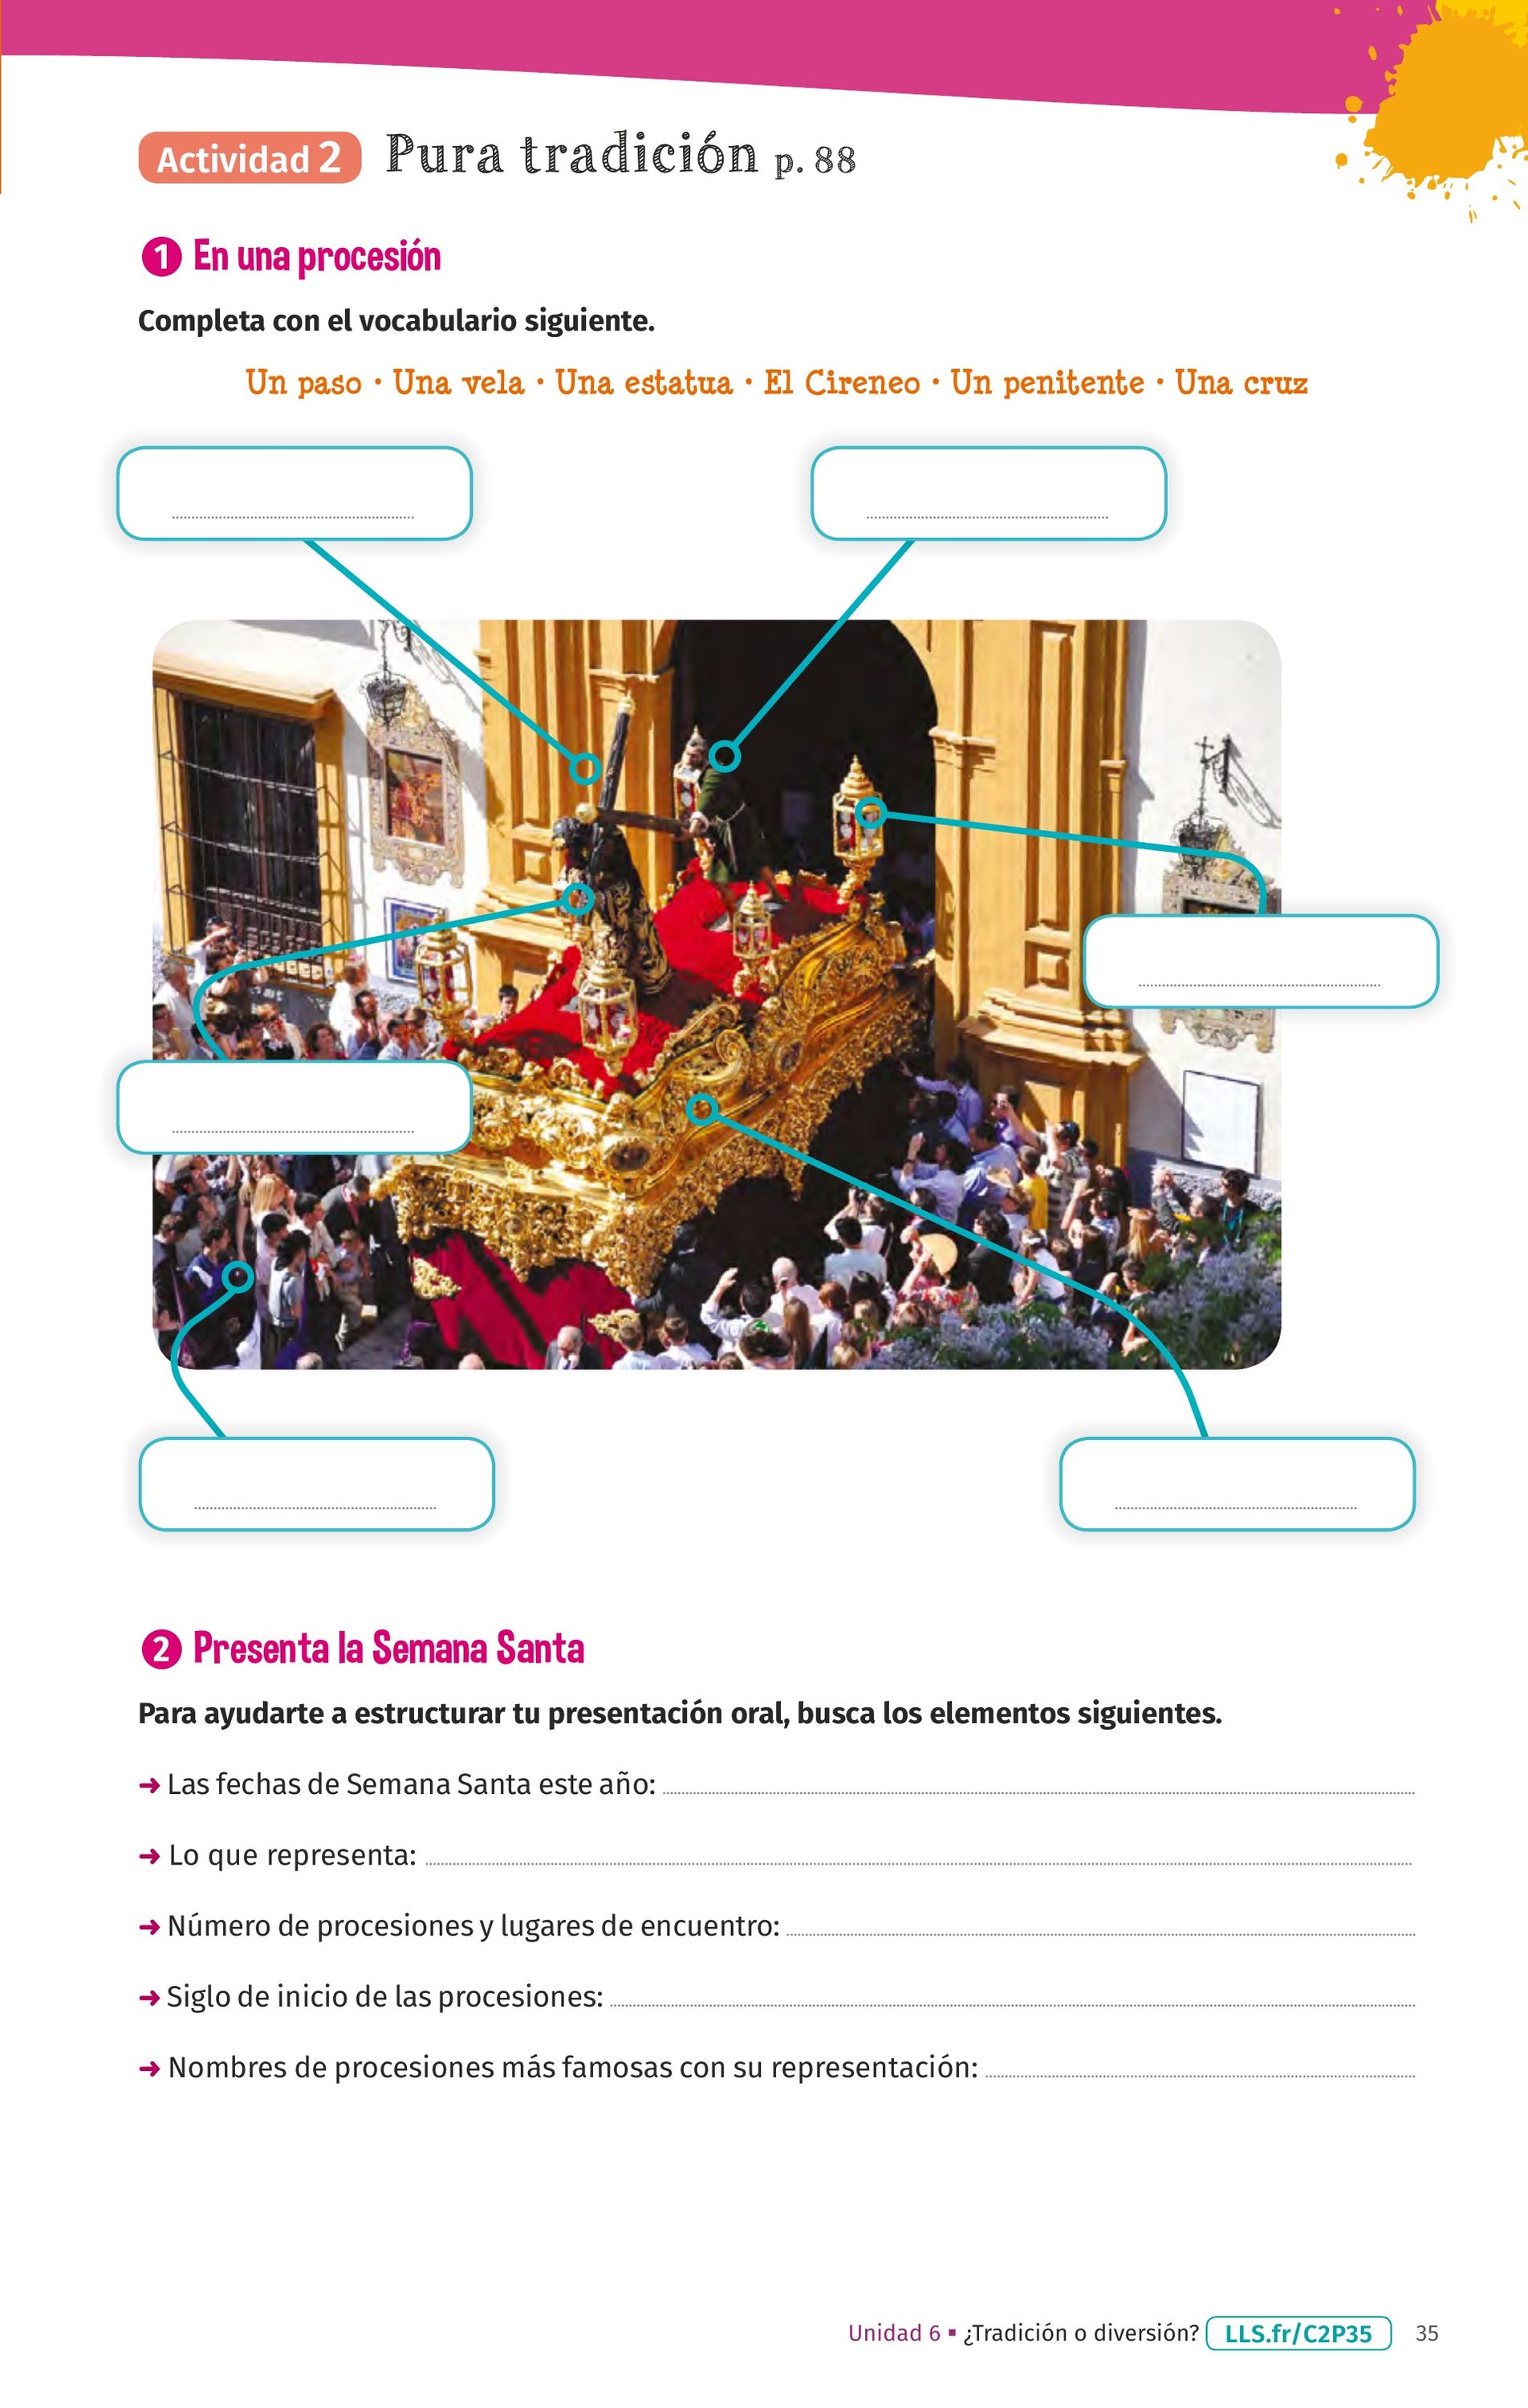 Actividad 2 Pura tradición p. 88
1 En una procesión
Completa con el vocabulario siguiente.
Un paso · Una vela · Una estatua · El Cireneo · Un penitente · Una cruz
2 Presenta la Semana Santa
Para ayudarte a estructurar tu presentación oral, busca los elementos siguientes.
➜ Las fechas de Semana Santa este año:
➜ Lo que representa:
➜ Número de procesiones y lugares de encuentro:
➜ Siglo de inicio de las procesiones:
➜ Nombres de procesiones más famosas con su representación:
Unidad 6 ▪ ¿Tradición o diversión? LLS.fr/C2P35 35